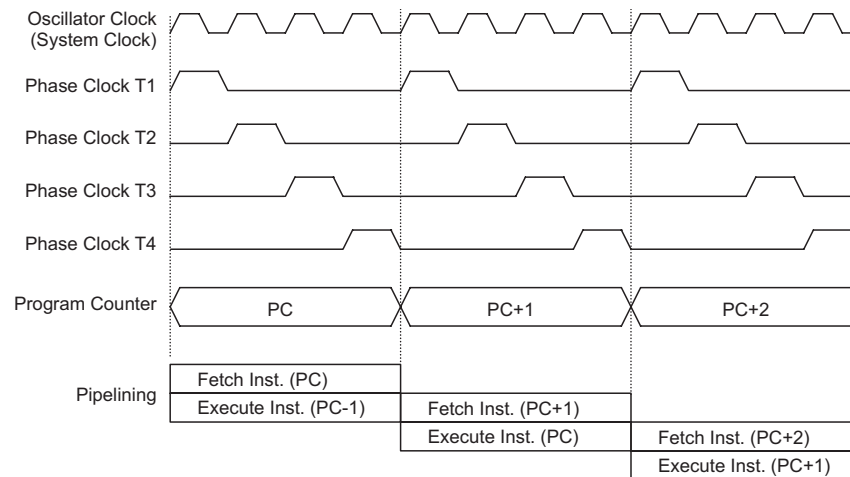 Oscillator Clock
(System Clock)
Phase Clock T1
Phase Clock T2
Phase Clock T3
Phase Clock T4
Program Counter
PC
PC+1
PC+2
Pipelining
Fetch Inst. (PC)
Execute Inst. (PC-1)
Fetch Inst. (PC+1)
Execute Inst. (PC)
Fetch Inst. (PC+2)
Execute Inst. (PC+1)